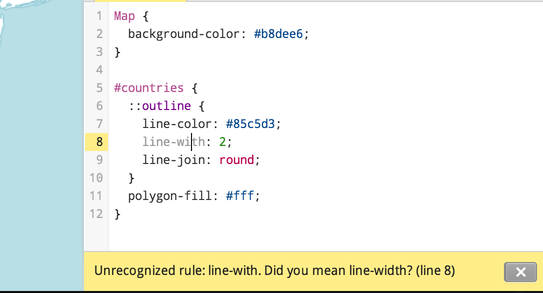 1 Map {
2 background-color: #b8dee6;
3 }
4
5 #countries {
6 ::outline {
7 line-color: #85c5d3;
8 line-with: 2;
9 line-join: round;
10 }
11 polygon-fill: #fff;
12 }
Unrecognized rule: line-with. Did you mean line-width? (line 8)